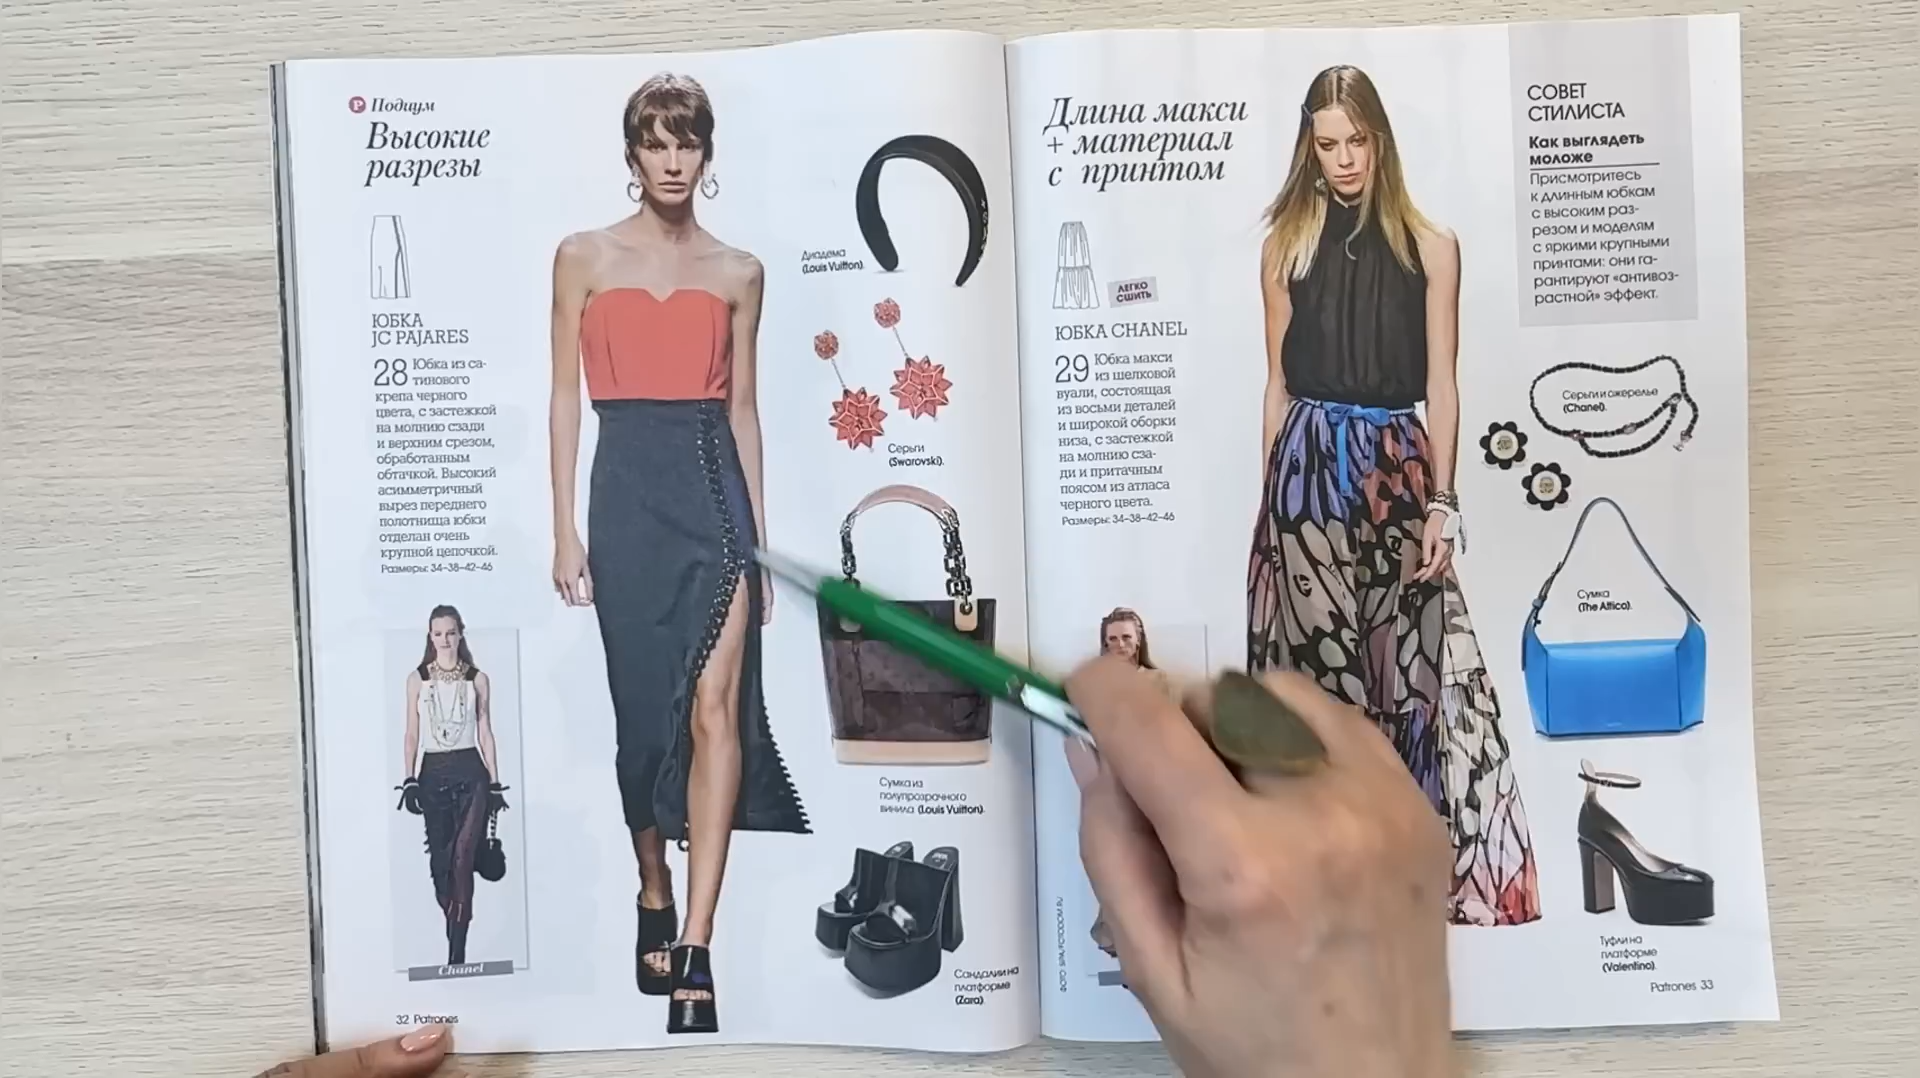 P Подиум
Высокие
разрезы
ЮБКА
JC PAJARES
28 Юбка из са-
тинового
крепа черного
цвета, с застежкой
на молнию сзади
и верхним срезом,
обработанным
обтачкой. Высокий
асимметричный
вырез переднего
полотнища юбки
отделан очень
крупной цепочкой.
Размеры: 34-38-42-46
Chanel
32 Patrones
Диадема
(Louis Vuitton).
Серьги
(Swarovski).
Сумка из
полупрозрачного
винила (Louis Vuitton).
Сандалии на
платформе
(Zara).
Длина макси
+ материал
с принтом
ЛЕГКО
СШИТЬ
ЮБКА CHANEL
29 Юбка макси
из шелковой
вуали, состоящая
из восьми деталей
и широкой оборки
низа, с застежкой
на молнию сза-
ди и притачным
поясом из атласа
черного цвета.
Размеры: 34-38-42-46
ФОТО: SIPA/FOTODOM.RU
СОВЕТ
СТИЛИСТА
Как выглядеть
моложе
Присмотритесь
к длинным юбкам
с высоким раз-
резом и моделям
с яркими крупными
принтами: они га-
рантируют «антивоз-
растной» эффект.
Серьги и ожерелье
(Chanel).
Сумка
(The Attico).
Туфли на
платформе
(Valentino).
Patrones 33